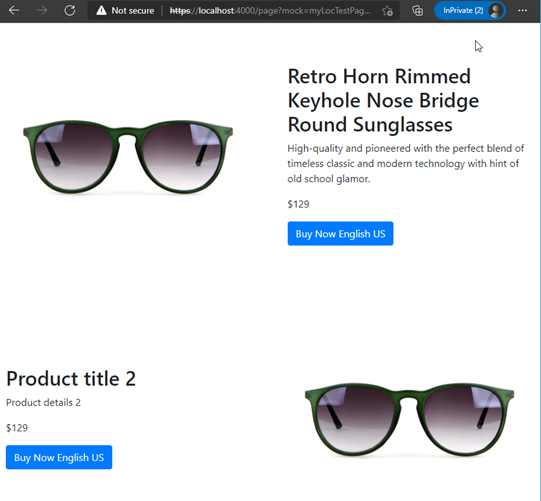 Not secure
https://localhost:4000/page?mock=myLocTestPag...
InPrivate (2)
Retro Horn Rimmed
Keyhole Nose Bridge
Round Sunglasses
High-quality and pioneered with the perfect blend of
timeless classic and modern technology with hint of
old school glamor.
$129
Buy Now English US
Product title 2
Product details 2
$129
Buy Now English US